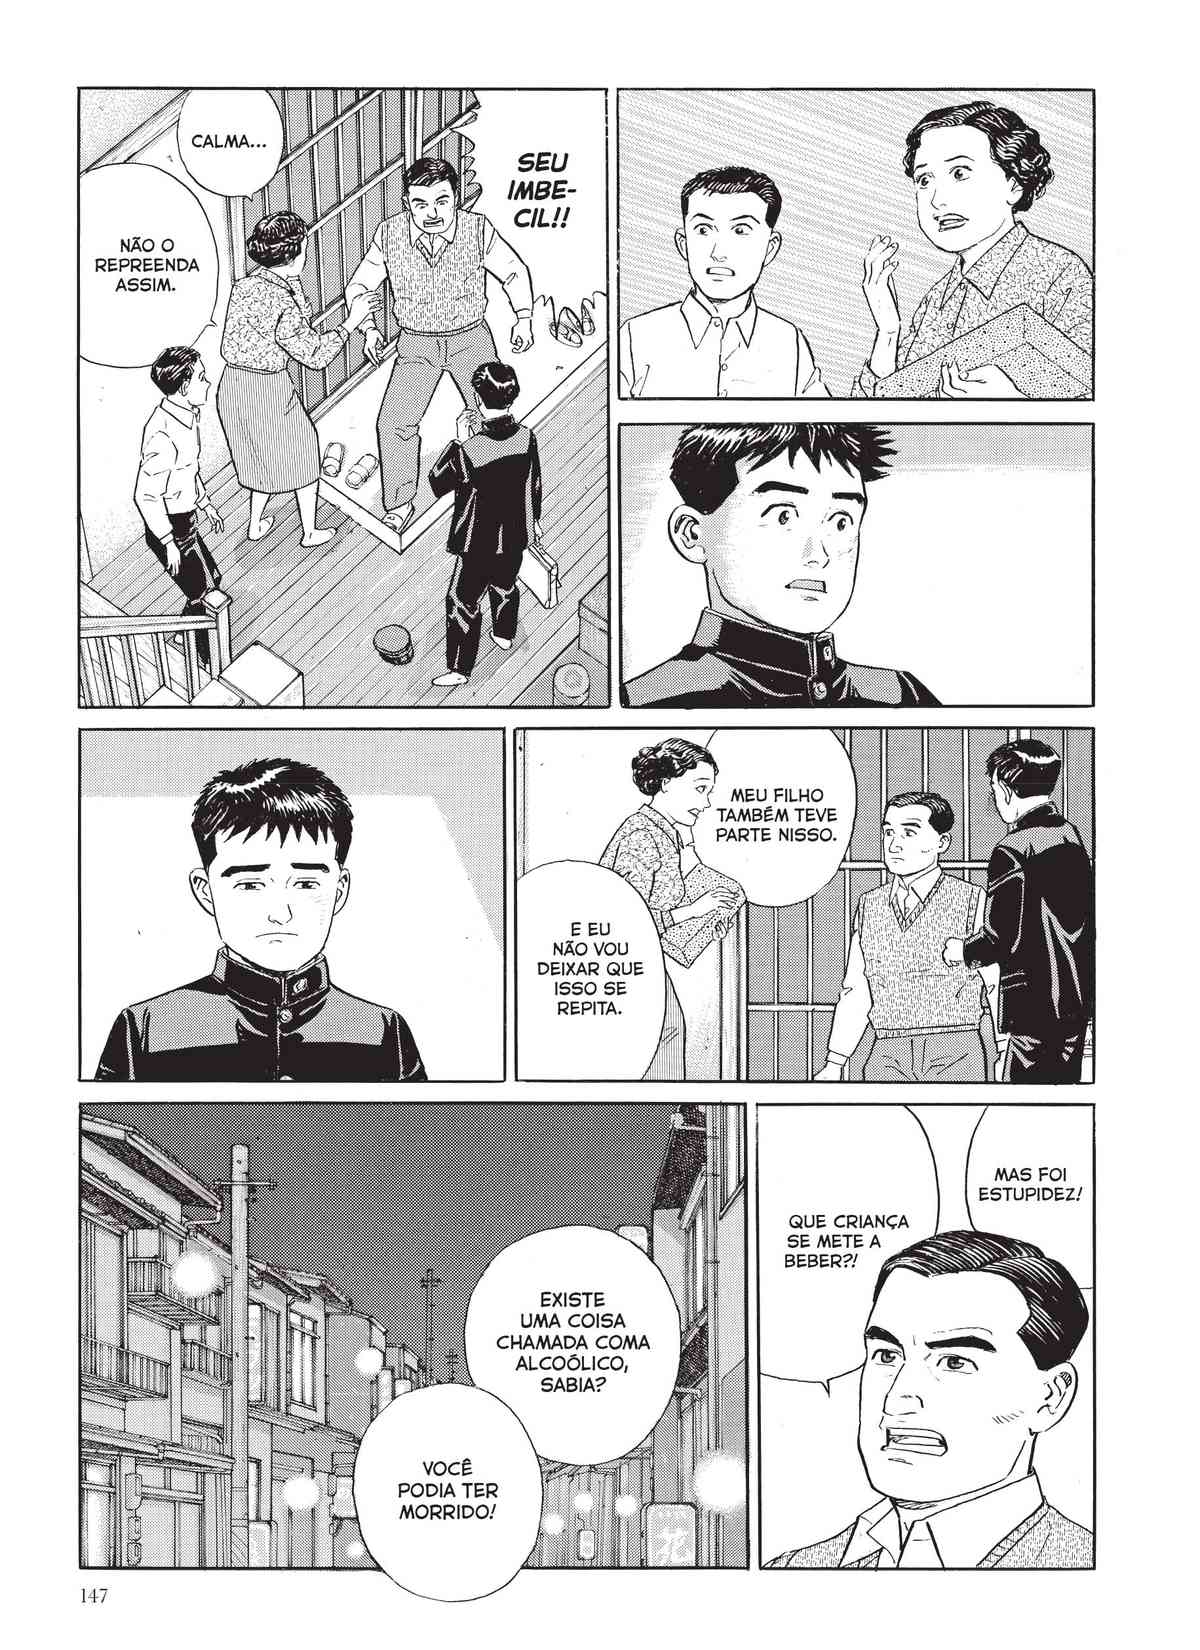 SEU
IMBE-
CIL!!
CALMA...
NÃO O
REPREENDA
ASSIM.
MEU FILHO
TAMBÉM TEVE
PARTE NISSO.
E EU
NÃO VOU
DEIXAR QUE
ISSO SE
REPITA.
MAS FOI
ESTUPIDEZ!
QUE CRIANÇA
SE METE A
BEBER?!
EXISTE
UMA COISA
CHAMADA COMA
ALCOÓLICO,
SABIA?
VOCÊ
PODIA TER
MORRIDO!
花
147